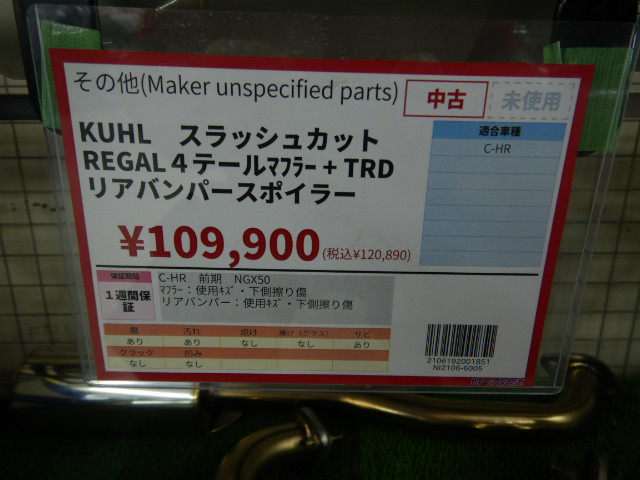 その他(Maker unspecified parts)
中古
未使用
KUHL スラッシュカット
REGAL 4 テールﾏﾌﾗｰ + TRD
リアバンパースポイラー
適合車種
C-HR
¥109,900 (税込¥120,890)
保証期間
1週間保証
C-HR 前期 NGX50
ﾏﾌﾗｰ：使用ｷｽﾞ・下側擦り傷
リアバンパー：使用ｷｽﾞ・下側擦り傷
傷 汚れ 焼け 焼け(グラス) サビ
あり あり なし なし あり
クラック 凹み
なし なし
2106192001851
NI2106-6005